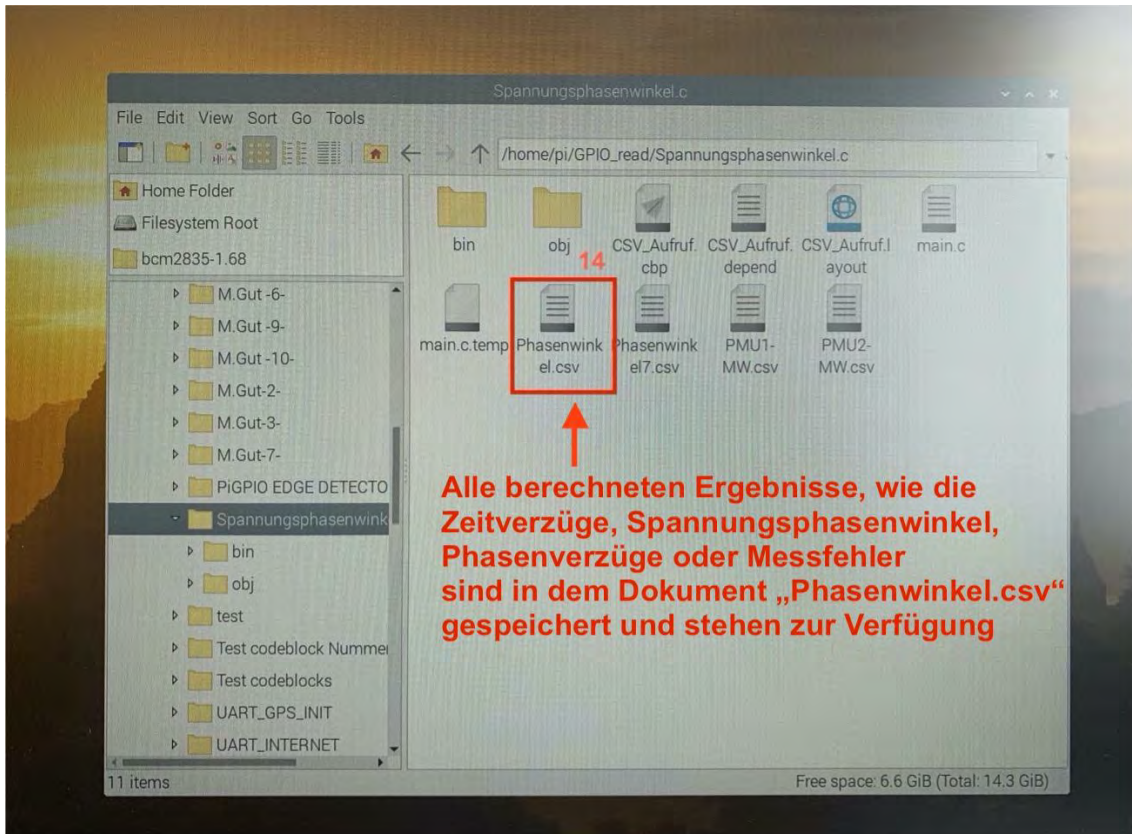 Spannungsphasenwinkel.c
File Edit View Sort Go Tools
/home/pi/GPIO_read/Spannungsphasenwinkel.c
Home Folder
Filesystem Root
bcm2835-1.68
M.Gut -6-
M.Gut -9-
M.Gut -10-
M.Gut-2-
M.Gut-3-
M.Gut-7-
PiGPIO EDGE DETECTO
Spannungsphasenwink
bin
obj
test
Test codeblock Nummer
Test codeblocks
UART_GPS_INIT
UART_INTERNET
bin
obj
CSV_Aufruf.
cbp
CSV_Aufruf.
depend
CSV_Aufruf.l
ayout
main.c
14
main.c.temp
Phasenwink
el.csv
Phasenwink
el7.csv
PMU1-
MW.csv
PMU2-
MW.csv
Alle berechneten Ergebnisse, wie die
Zeitverzüge, Spannungsphasenwinkel,
Phasenverzüge oder Messfehler
sind in dem Dokument „Phasenwinkel.csv“
gespeichert und stehen zur Verfügung
11 items
Free space: 6.6 GiB (Total: 14.3 GiB)